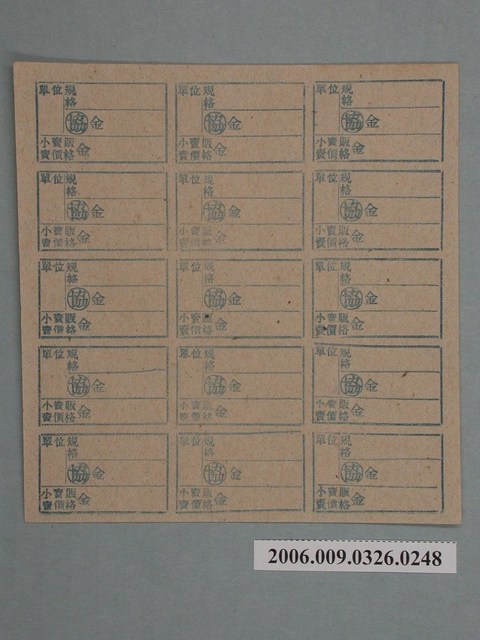 單位規
格
協金
小賣販
賣價格金
單位規
格
協金
小賣販
賣價格金
單位規
格
協金
小賣販
賣價格金
單位規
格
協金
小賣販
賣價格金
單位規
格
協金
小賣販
賣價格金
單位規
格
協金
小賣販
賣價格金
單位規
格
協金
小賣販
賣價格金
單位規
格
協金
小賣販
賣價格金
單位規
格
協金
小賣販
賣價格金
單位規
格
協金
小賣販
賣價格金
單位規
格
協金
小賣販
賣價格金
單位規
格
協金
小賣販
賣價格金
單位規
格
協金
小賣販
賣價格金
單位規
格
協金
小賣販
賣價格金
單位規
格
協金
小賣販
賣價格金
2006.009.0326.0248